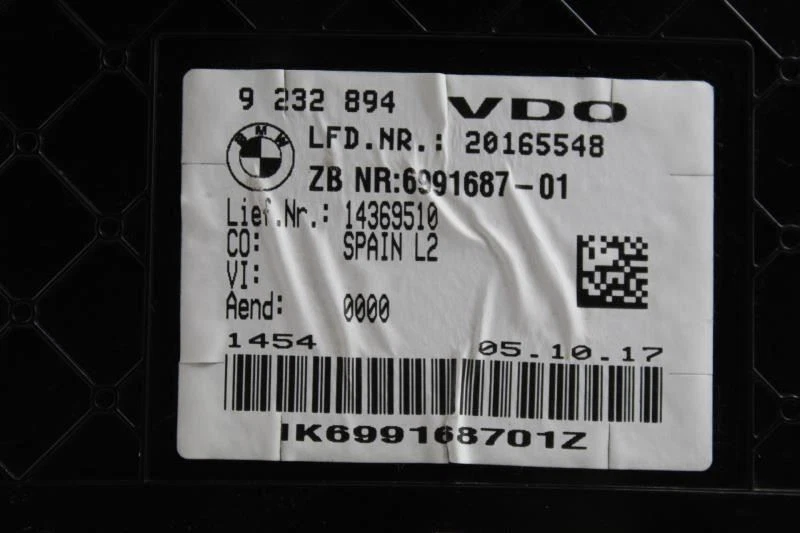 9 232 894 VDO
BMW
LFD.NR.: 20165548
ZB NR:6991687-01
Lief.Nr.: 14369510
CO: SPAIN L2
VI:
Aend: 0000
1454 05.10.17
IK699168701Z